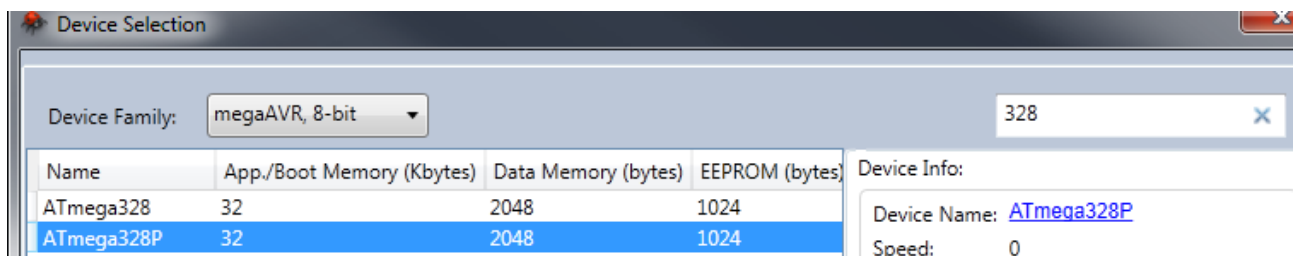 Device Selection
Device Family: megaAVR, 8-bit 328
Name App./Boot Memory (Kbytes) Data Memory (bytes) EEPROM (bytes) Device Info:
ATmega328 32 2048 1024 Device Name: ATmega328P
ATmega328P 32 2048 1024 Speed: 0